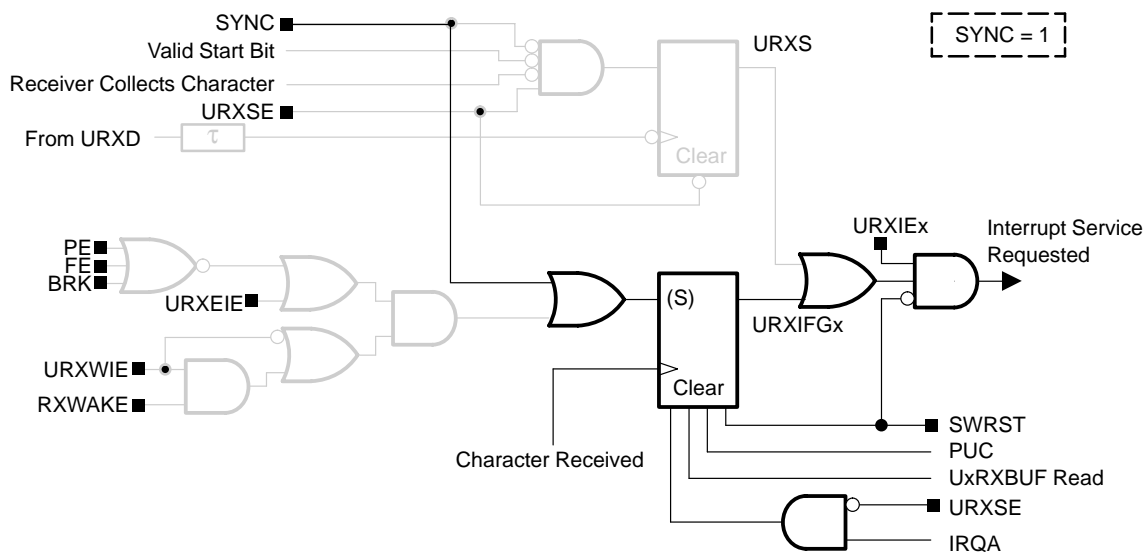 SYNC
SYNC = 1
Valid Start Bit
URXS
Receiver Collects Character
URXSE
From URXD
τ
Clear
PE
FE
BRK
URXEIE
URXIEx
Interrupt Service
Requested
(S)
URXIFGx
URXWIE
RXWAKE
Clear
SWRST
Character Received
PUC
UxRXBUF Read
URXSE
IRQA